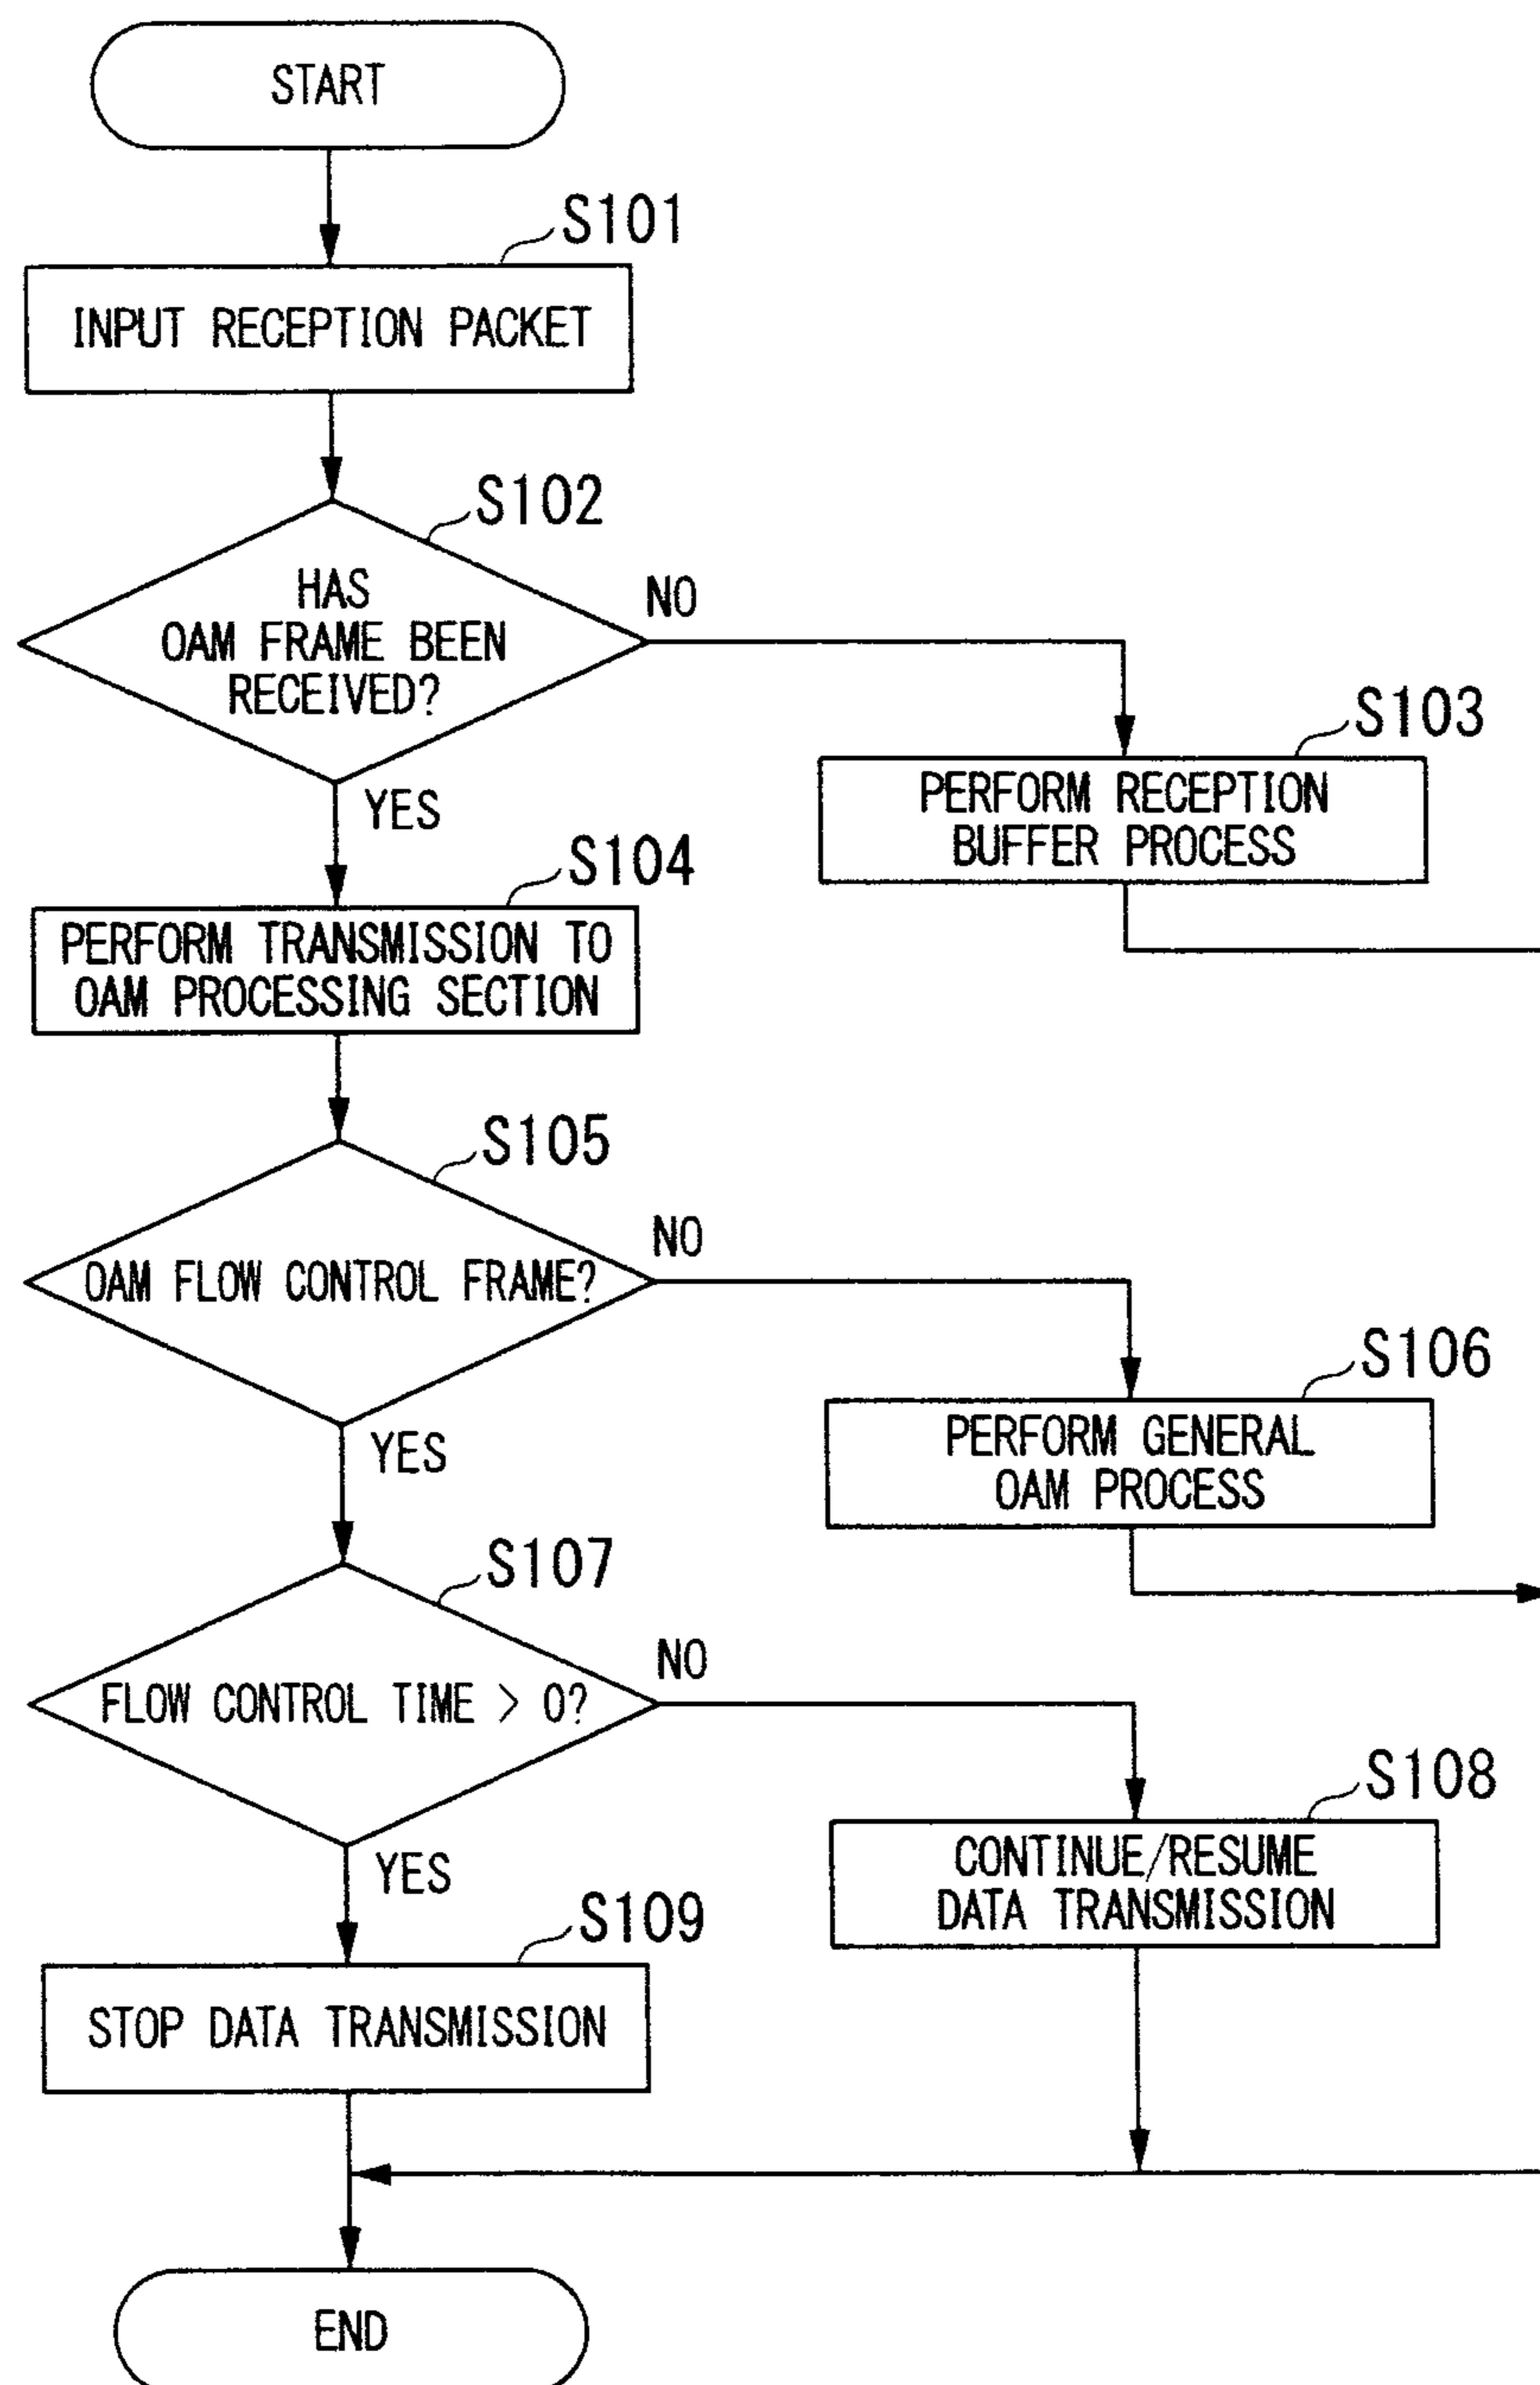 START
S101
INPUT RECEPTION PACKET
S102
HAS
OAM FRAME BEEN
RECEIVED?
NO
YES
S103
PERFORM RECEPTION
BUFFER PROCESS
S104
PERFORM TRANSMISSION TO
OAM PROCESSING SECTION
S105
OAM FLOW CONTROL FRAME?
NO
YES
S106
PERFORM GENERAL
OAM PROCESS
S107
FLOW CONTROL TIME > 0?
NO
YES
S108
CONTINUE/RESUME
DATA TRANSMISSION
S109
STOP DATA TRANSMISSION
END